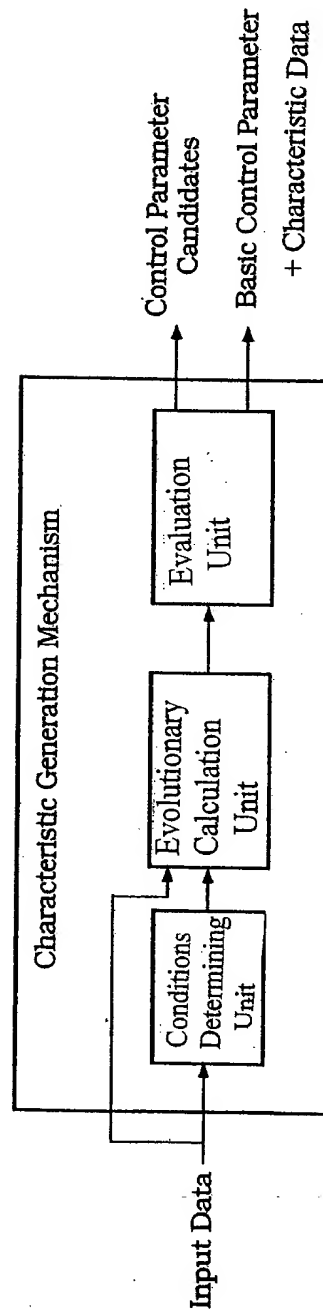 Characteristic Generation Mechanism
Input Data
Conditions
Determining
Unit
Evolutionary
Calculation
Unit
Evaluation
Unit
Control Parameter
Candidates
Basic Control Parameter
+ Characteristic Data